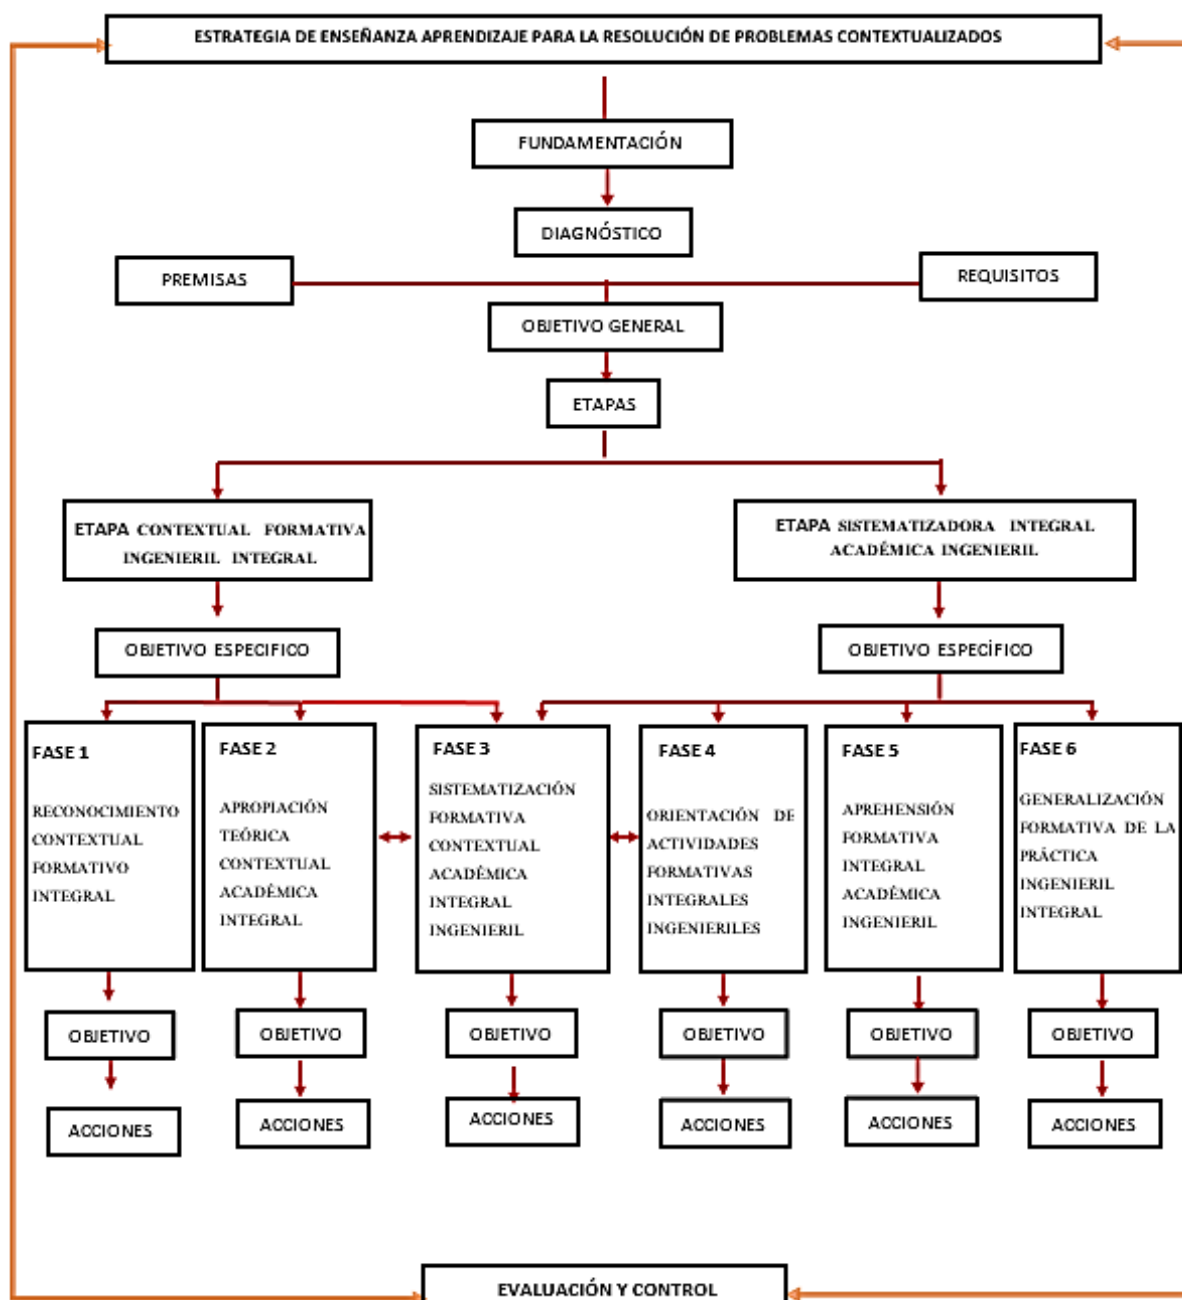 ESTRATEGIA DE ENSEÑANZA APRENDIZAJE PARA LA RESOLUCIÓN DE PROBLEMAS CONTEXTUALIZADOS
FUNDAMENTACIÓN
DIAGNÓSTICO
PREMISAS
REQUISITOS
OBJETIVO GENERAL
ETAPAS
ETAPA CONTEXTUAL FORMATIVA
INGENIERIL INTEGRAL
ETAPA SISTEMATIZADORA INTEGRAL
ACADÉMICA INGENIERIL
OBJETIVO ESPECIFICO
OBJETIVO ESPECÍFICO
FASE 1
RECONOCIMIENTO
CONTEXTUAL
FORMATIVO
INTEGRAL
FASE 2
APROPIACIÓN
TEÓRICA
CONTEXTUAL
ACADÉMICA
INTEGRAL
FASE 3
SISTEMATIZACIÓN
FORMATIVA
CONTEXTUAL
ACADÉMICA
INTEGRAL
INGENIERIL
FASE 4
ORIENTACIÓN DE
ACTIVIDADES
FORMATIVAS
INTEGRALES
INGENIERILES
FASE 5
APREHENSIÓN
FORMATIVA
INTEGRAL
ACADÉMICA
INGENIERIL
FASE 6
GENERALIZACIÓN
FORMATIVA DE LA
PRÁCTICA
INGENIERIL
INTEGRAL
OBJETIVO
OBJETIVO
OBJETIVO
OBJETIVO
OBJETIVO
OBJETIVO
ACCIONES
ACCIONES
ACCIONES
ACCIONES
ACCIONES
ACCIONES
EVALUACIÓN Y CONTROL